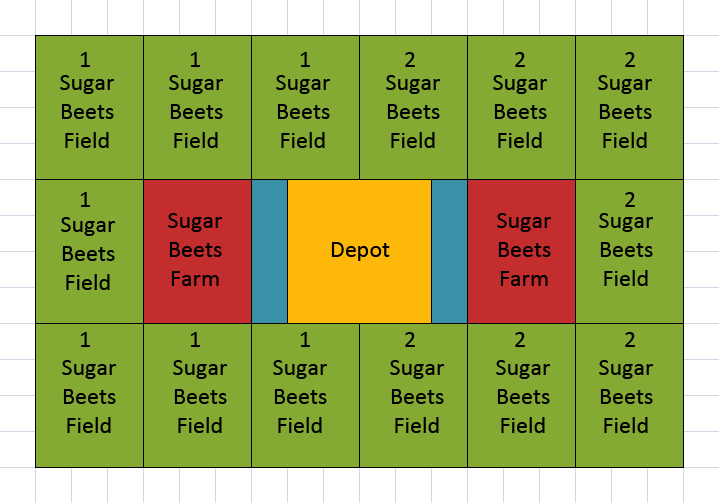 1 1 1 2 2 2
Sugar Sugar Sugar Sugar Sugar Sugar
Beets Beets Beets Beets Beets Beets
Field Field Field Field Field Field
1 2
Sugar Sugar Sugar Sugar
Beets Beets Depot Beets Beets
Field Farm Farm Field
1 1 1 2 2 2
Sugar Sugar Sugar Sugar Sugar Sugar
Beets Beets Beets Beets Beets Beets
Field Field Field Field Field Field